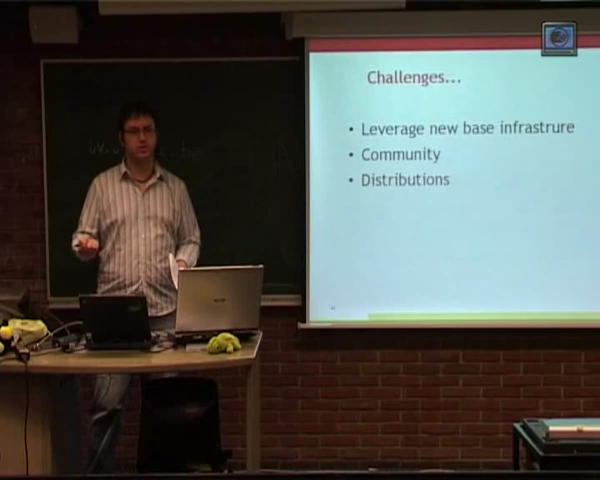 Challenges...
• Leverage new base infrastrure
• Community
• Distributions